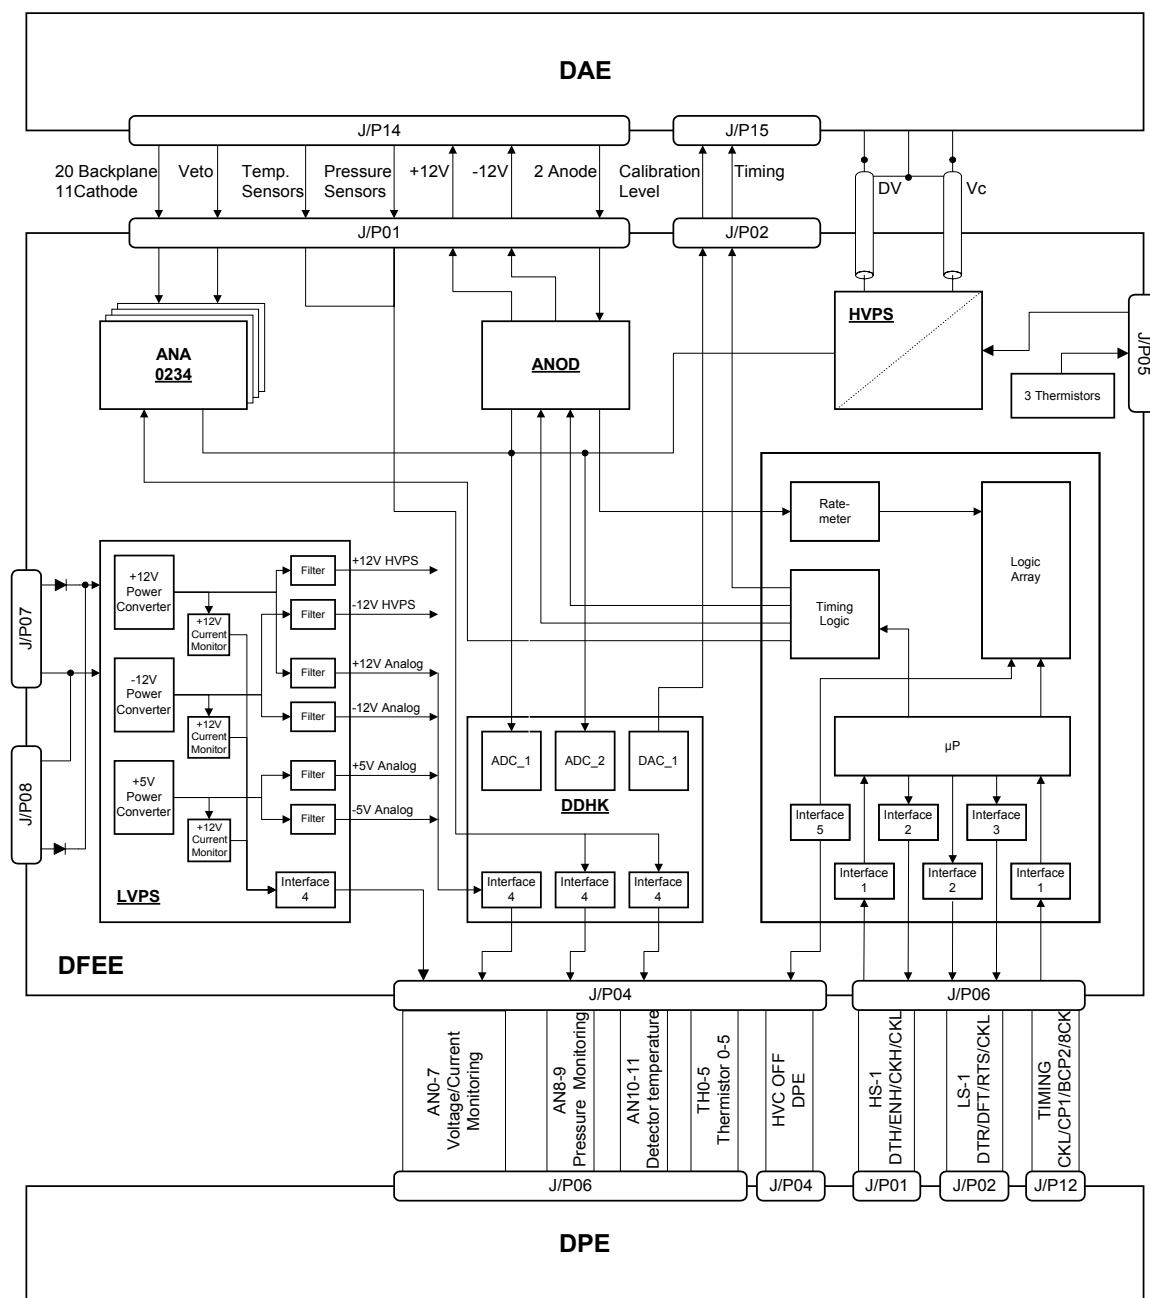 DAE
J/P14
J/P15
20 Backplane
11Cathode
Veto
Temp.
Sensors
Pressure
Sensors
+12V
-12V
2 Anode
Calibration
Level
Timing
DV
Vc
J/P01
J/P02
HVPS
J/P05
3 Thermistors
ANA
0234
ANOD
Rate-
meter
Logic
Array
Timing
Logic
µP
Interface
5
Interface
2
Interface
3
Interface
1
Interface
2
Interface
1
J/P07
J/P08
+12V
Power
Converter
+12V
Current
Monitor
-12V
Power
Converter
+12V
Current
Monitor
+5V
Power
Converter
+12V
Current
Monitor
Filter
Filter
Filter
Filter
Filter
Filter
+12V HVPS
-12V HVPS
+12V Analog
-12V Analog
+5V Analog
-5V Analog
Interface
4
LVPS
ADC_1
ADC_2
DAC_1
DDHK
Interface
4
Interface
4
Interface
4
DFEE
J/P04
J/P06
AN0-7
Voltage/Current
Monitoring
AN8-9
Pressure Monitoring
AN10-11
Detector temperature
TH0-5
Thermistor 0-5
HVC OFF
DPE
HS-1
DTH/ENH/CKH/CKL
LS-1
DTR/DFT/RTS/CKL
TIMING
CKL/CP1/BCP2/8CK
J/P06
J/P04
J/P01
J/P02
J/P12
DPE